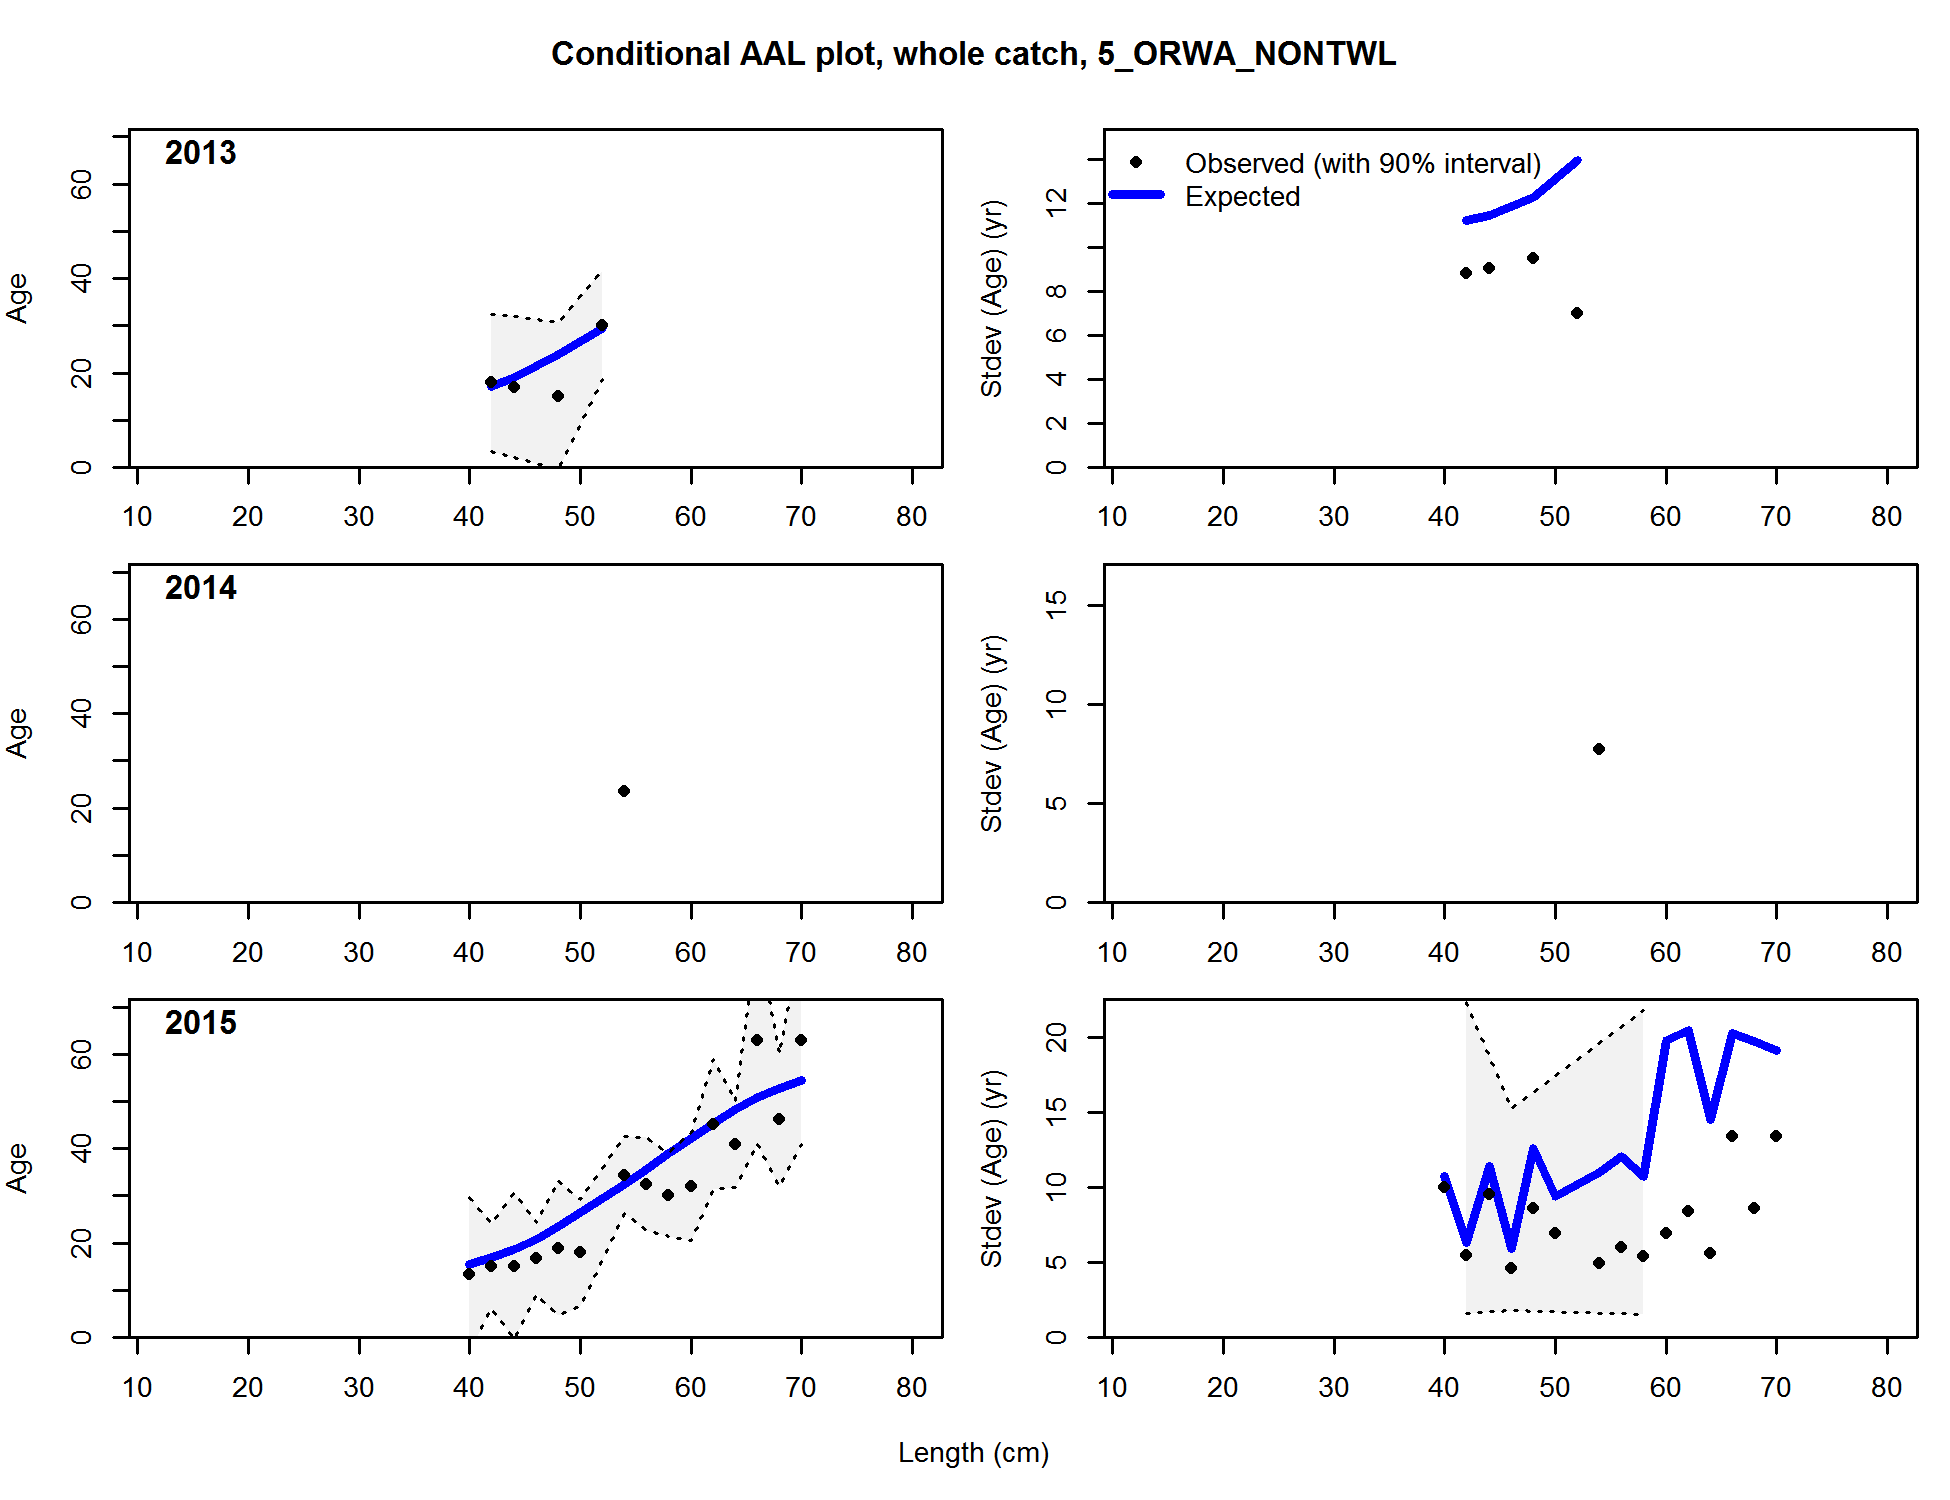 Conditional AAL plot, whole catch, 5_ORWA_NONTWL
2013
Age
0 20 40 60
10 20 30 40 50 60 70 80
Observed (with 90% interval)
Expected
Stdev (Age) (yr)
0 2 4 6 8 12
10 20 30 40 50 60 70 80
2014
Age
0 20 40 60
10 20 30 40 50 60 70 80
Stdev (Age) (yr)
0 5 10 15
10 20 30 40 50 60 70 80
2015
Age
0 20 40 60
10 20 30 40 50 60 70 80
Stdev (Age) (yr)
0 5 10 15 20
10 20 30 40 50 60 70 80
Length (cm)